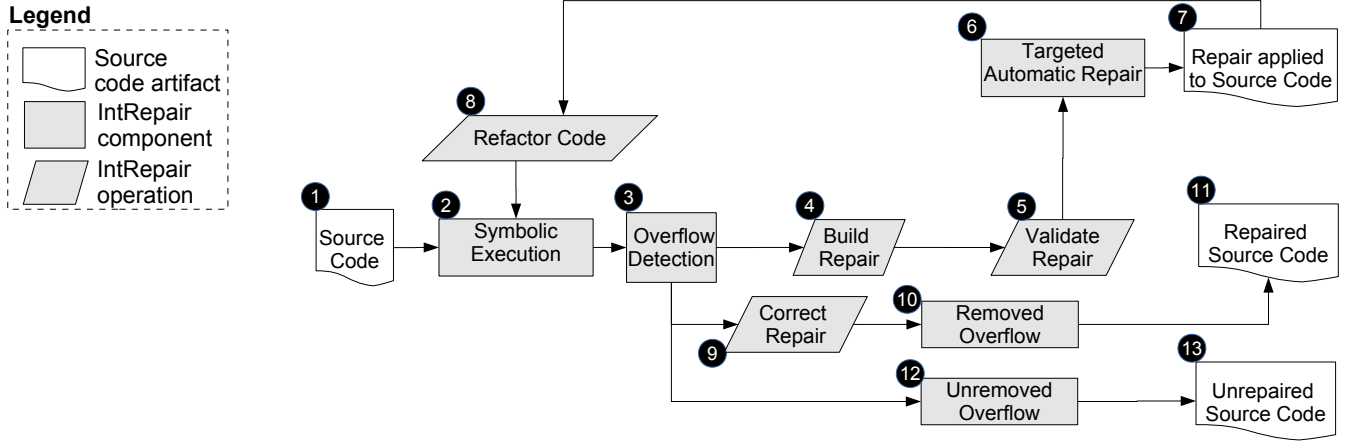 Legend
Source
code artifact
IntRepair
component
IntRepair
operation
1
Source
Code
2
Symbolic
Execution
3
Overflow
Detection
4
Build
Repair
5
Validate
Repair
6
Targeted
Automatic Repair
7
Repair applied
to Source Code
8
Refactor Code
9
Correct
Repair
10
Removed
Overflow
11
Repaired
Source Code
12
Unremoved
Overflow
13
Unrepaired
Source Code